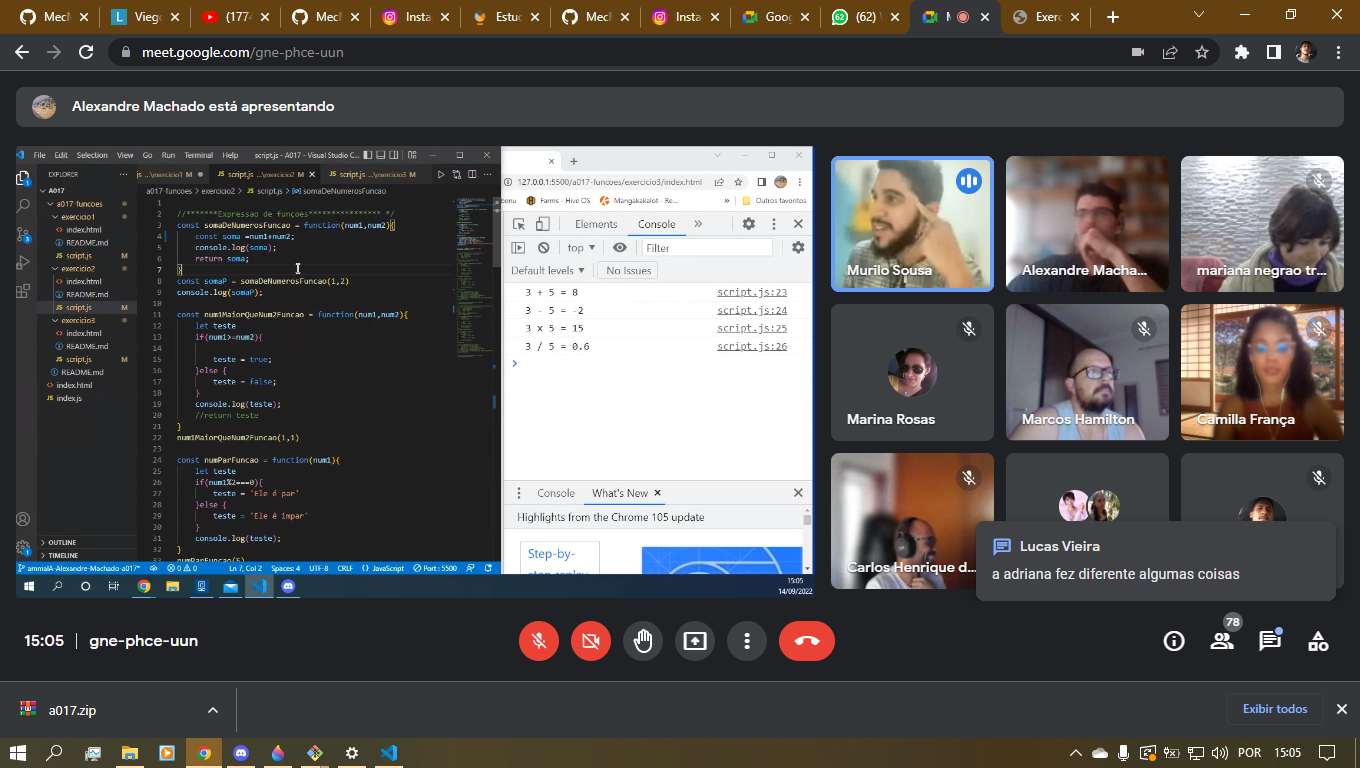 Mech
Viego
(1774
Mech
Insta
Estuc
Mech
Insta
Goog
(62) V
M
Exerc
meet.google.com/gne-phce-uun
Alexandre Machado está apresentando
File Edit Selection View Go Run Terminal Help script.js - A017 - Visual Studio C...
EXPLORER
A017
a017-funcoes
exercicio1
index.html
README.md
script.js M
exercicio2
index.html
README.md
script.js M
exercicio3
index.html
README.md
script.js M
README.md
index.html
index.js
OUTLINE
TIMELINE
js ...\exercicio1 M
script.js ...\exercicio2 M
script.js ...\exercicio3 M
a017-funcoes > exercicio2 > JS script.js > somaDeNumerosFuncao
1
2 //*******Expressao de funçoes**************** */
3 const somaDeNumerosFuncao = function(num1,num2){
4 const soma =num1+num2;
5 console.log(soma);
6 return soma;
7 }
8 const somaP = somaDeNumerosFuncao(1,2)
9 console.log(somaP);
10
11 const num1MaiorQueNum2Funcao = function(num1,num2){
12 let teste
13 if(num1>=num2){
14
15 teste = true;
16 }else {
17 teste = false;
18 }
19 console.log(teste);
20 //return teste
21 }
22 num1MaiorQueNum2Funcao(1,1)
23
24 const numParFuncao = function(num1){
25 let teste
26 if(num1%2===0){
27 teste = 'Ele é par'
28 }else {
29 teste = 'Ele é impar'
30 }
31 console.log(teste);
32 }
33 numParFuncao(5)
ammalA-Alexandre-Machado-a017* 0 0 Ln 7, Col 2 Spaces: 4 UTF-8 CRLF {} JavaScript Port : 5500
127.0.0.1:5500/a017-funcoes/exercicio3/index.html
penu Farms - Hive OS Mangakakalot - Re... » Outros favoritos
Elements Console »
top Filter
Default levels No Issues
3 + 5 = 8 script.js:23
3 - 5 = -2 script.js:24
3 x 5 = 15 script.js:25
3 / 5 = 0.6 script.js:26
Console What's New
Highlights from the Chrome 105 update
Step-by-
15:05
14/09/2022
Murilo Sousa
Alexandre Macha...
mariana negrao tr...
Marina Rosas
Marcos Hamilton
Camilla França
Carlos Henrique d...
Lucas Vieira
a adriana fez diferente algumas coisas
15:05 | gne-phce-uun
78
a017.zip
Exibir todos
POR 15:05